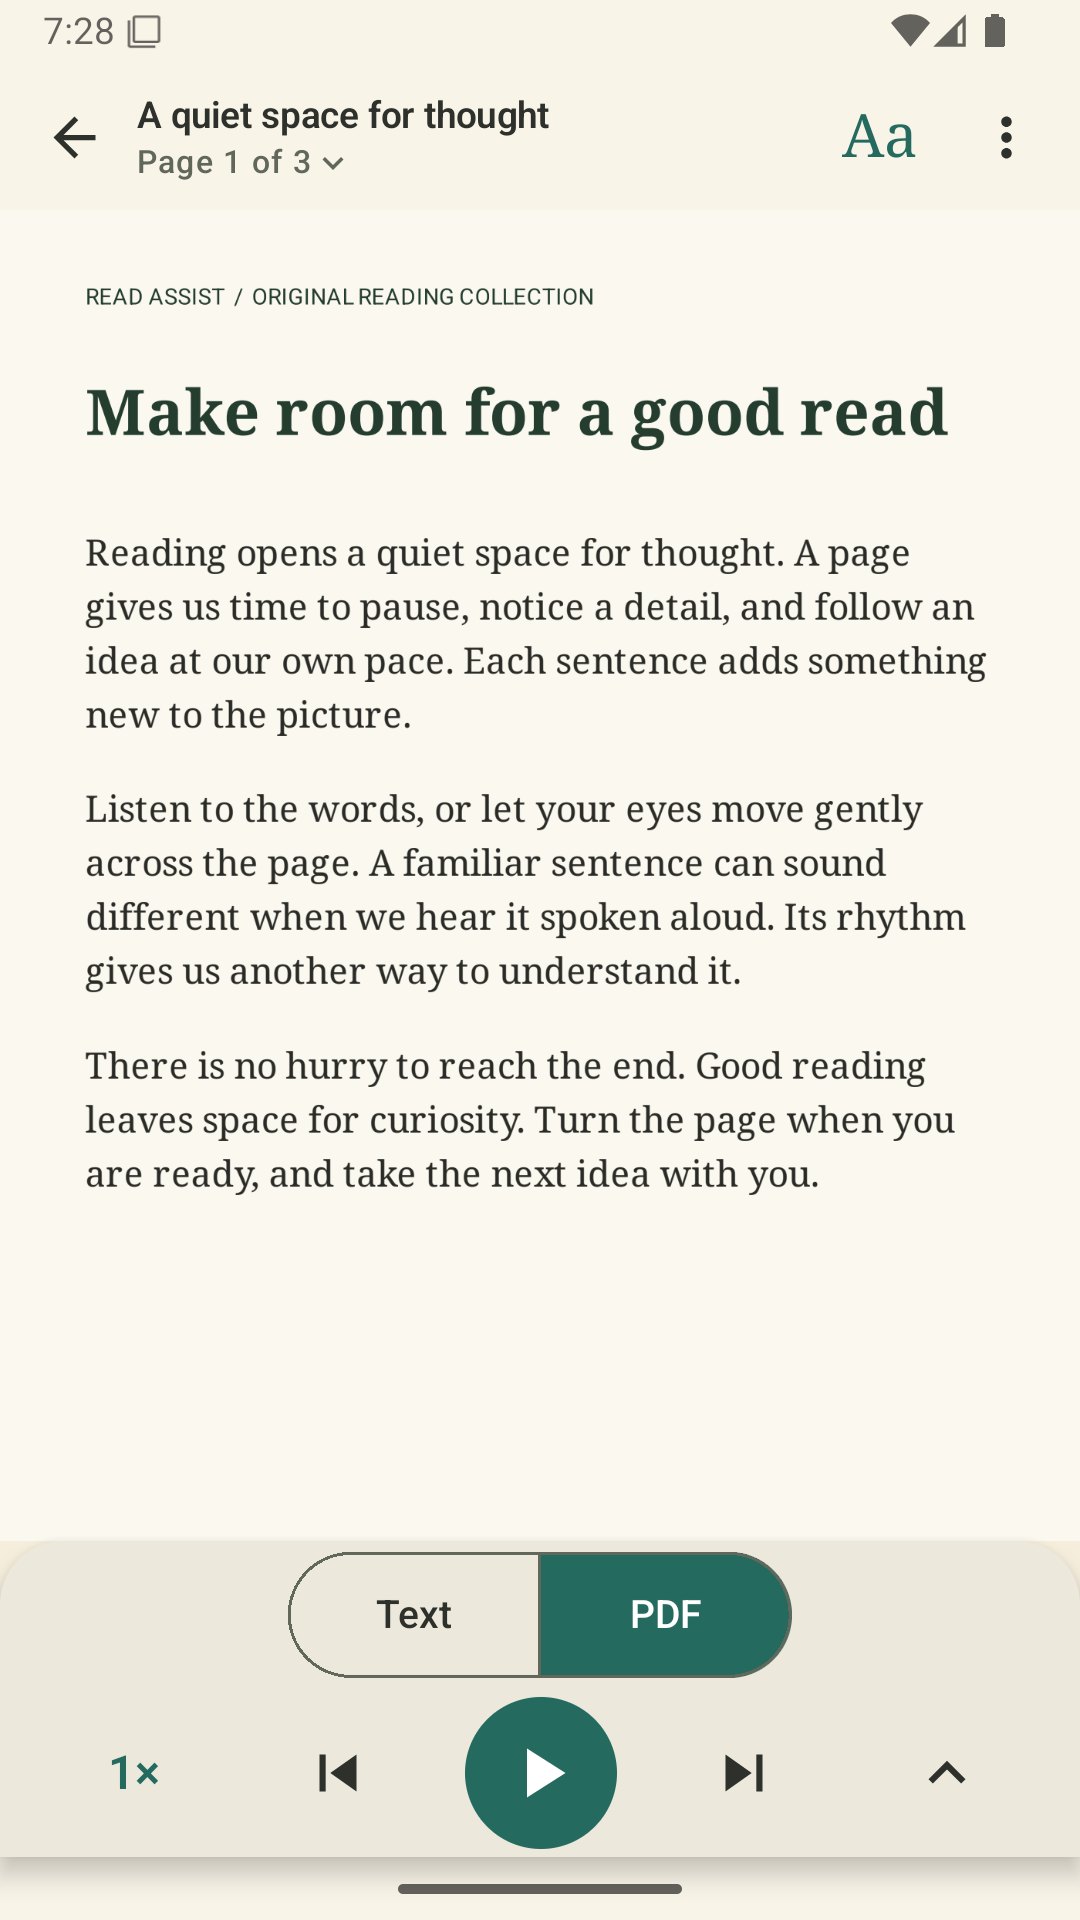 7:28
A quiet space for thought
Page 1 of 3
Aa
READ ASSIST / ORIGINAL READING COLLECTION
Make room for a good read
Reading opens a quiet space for thought. A page
gives us time to pause, notice a detail, and follow an
idea at our own pace. Each sentence adds something
new to the picture.
Listen to the words, or let your eyes move gently
across the page. A familiar sentence can sound
different when we hear it spoken aloud. Its rhythm
gives us another way to understand it.
There is no hurry to reach the end. Good reading
leaves space for curiosity. Turn the page when you
are ready, and take the next idea with you.
Text PDF
1×